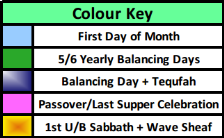 Colour Key
First Day of Month
5/6 Yearly Balancing Days
Balancing Day + Tequfah
Passover/Last Supper Celebration
1st U/B Sabbath + Wave Sheaf